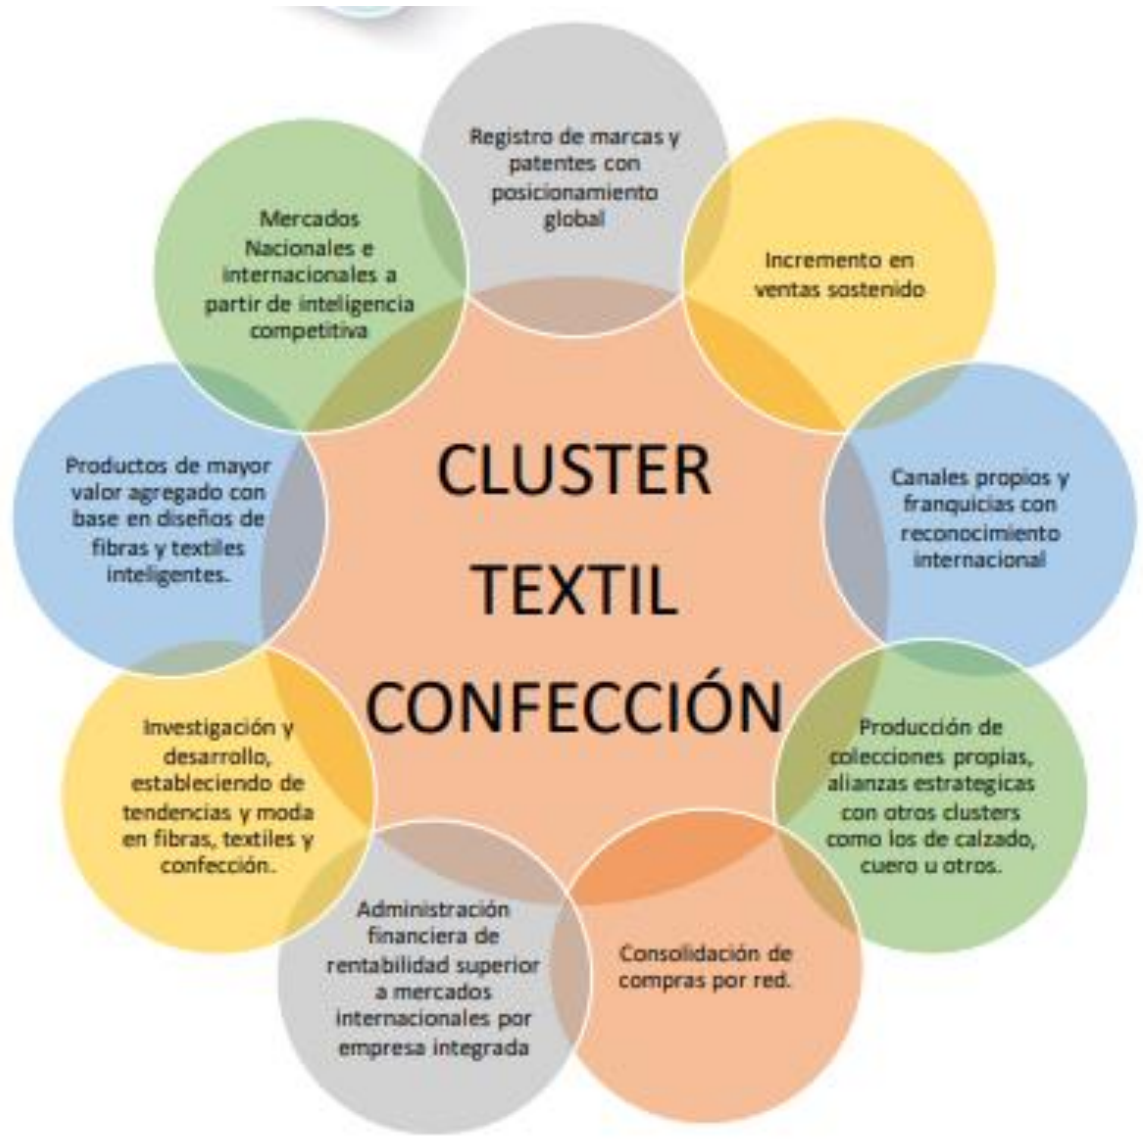 Registro de marcas y
patentes con
posicionamiento
global
Incremento en
ventas sostenido
Canales propios y
franquicias con
reconocimiento
internacional
Producción de
colecciones propias,
alianzas estrategicas
con otros clusters
como los de calzado,
cuero u otros.
Consolidación de
compras por red.
Administración
financiera de
rentabilidad superior
a mercados
internacionales por
empresa integrada
Investigación y
desarrollo,
estableciendo de
tendencias y moda
en fibras, textiles y
confección.
Productos de mayor
valor agregado con
base en diseños de
fibras y textiles
inteligentes.
Mercados
Nacionales e
internacionales a
partir de inteligencia
competitiva
CLUSTER
TEXTIL
CONFECCIÓN